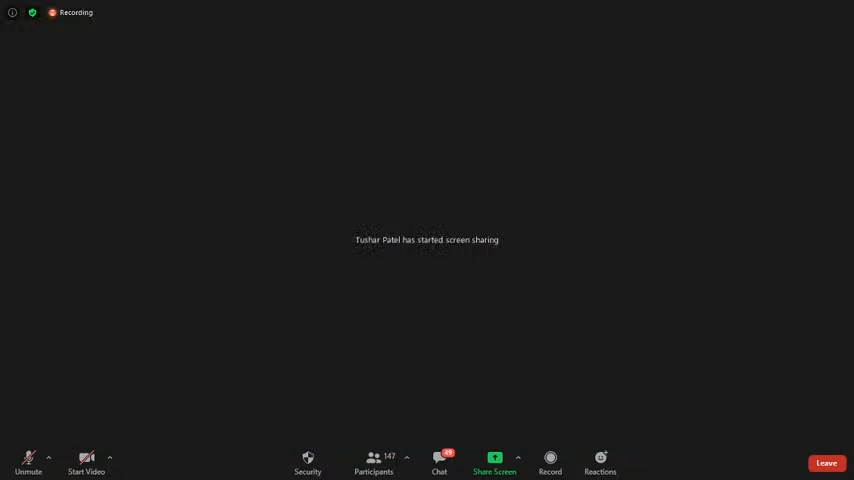 Recording
Tushar Patel has started screen sharing
147
49
Unmute
Start Video
Security
Participants
Chat
Share Screen
Record
Reactions
Leave